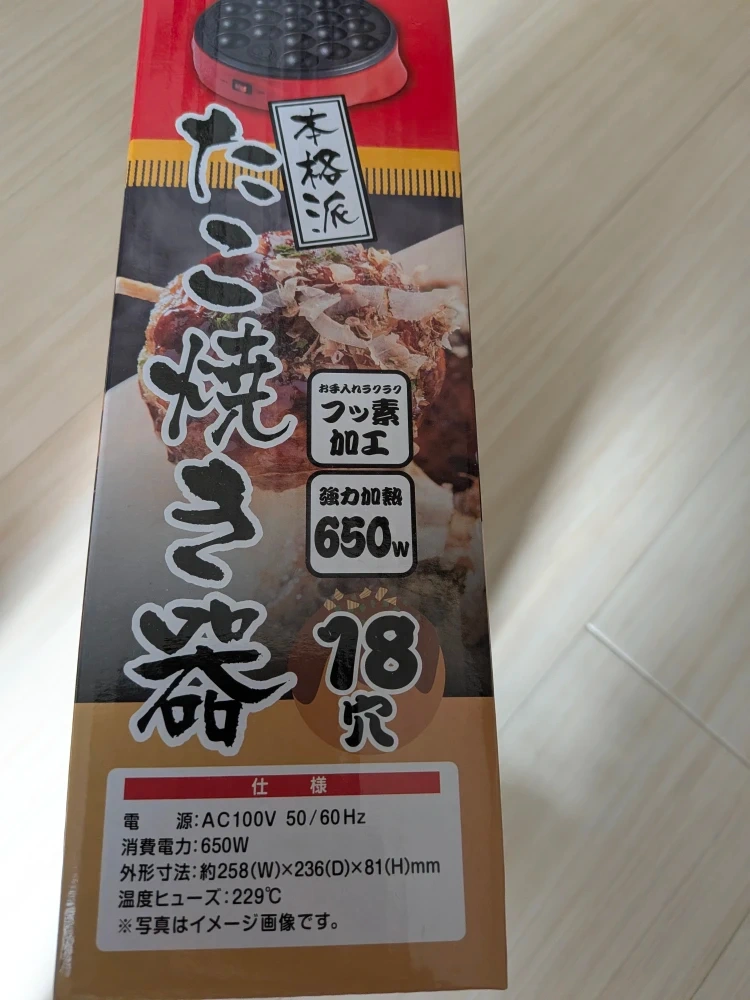 本格派
たこ焼き器
お手入れラクラク
フッ素
加工
強力加熱
650W
18
穴
仕 様
電 源:AC100V 50/60Hz
消費電力:650W
外形寸法:約258(W)×236(D)×81(H)mm
温度ヒューズ:229℃
※写真はイメージ画像です。